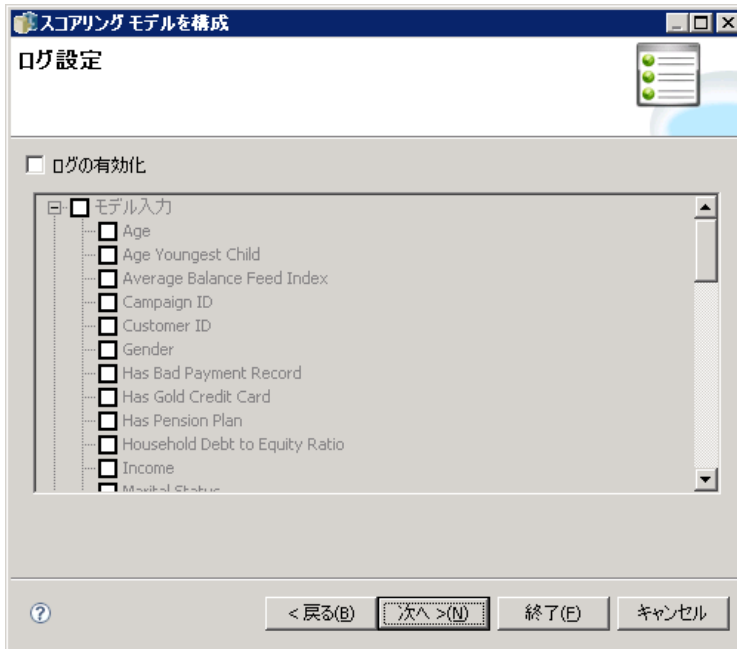 スコアリング モデルを構成
ログ設定
ログの有効化
モデル入力
Age
Age Youngest Child
Average Balance Feed Index
Campaign ID
Customer ID
Gender
Has Bad Payment Record
Has Gold Credit Card
Has Pension Plan
Household Debt to Equity Ratio
Income
Marital Status
? < 戻る(B) 次へ >(N) 終了(F) キャンセル